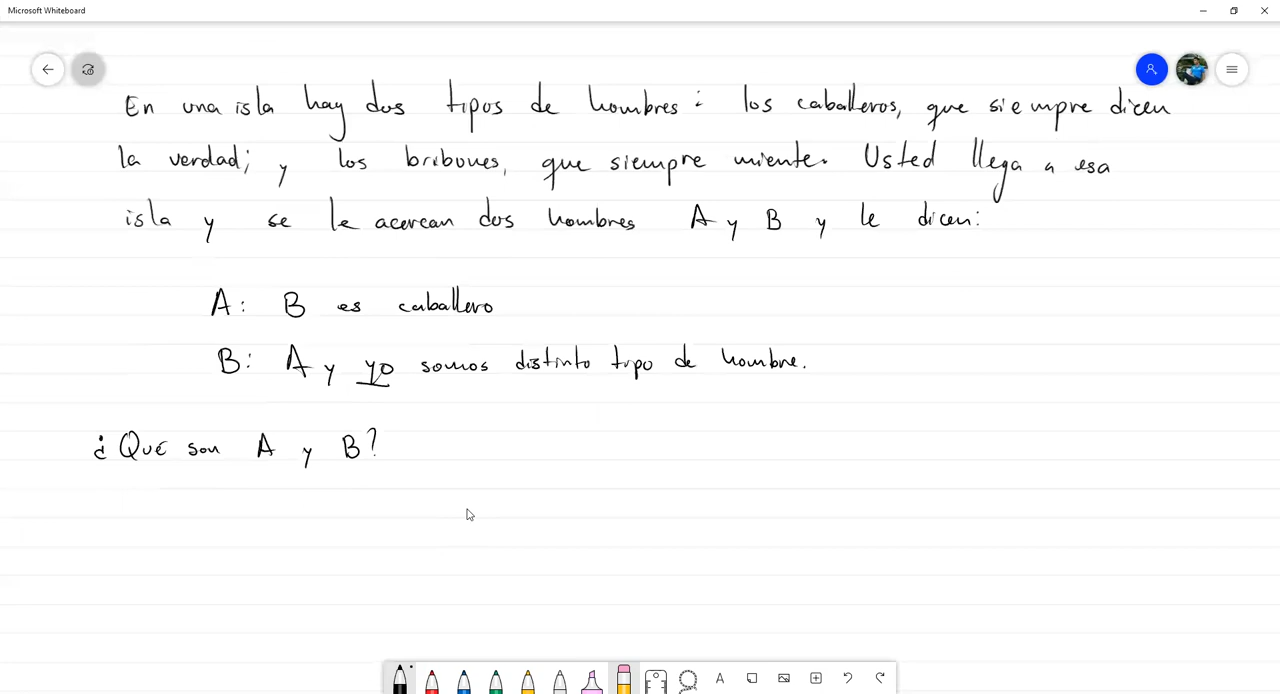 Microsoft Whiteboard
En una isla hay dos tipos de hombres: los caballeros, que siempre dicen
la verdad; y los bribones, que siempre miente. Usted llega a esa
isla y se le acercan dos hombres A y B y le dicen:
A: B es caballero
B: A y yo somos distinto tipo de hombre.
¿Qué son A y B?
A